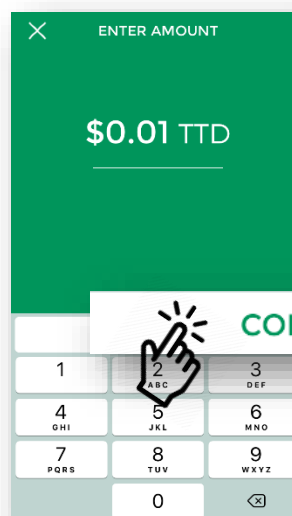 ENTER AMOUNT
$0.01 TTD
1
2
ABC
3
DEF
4
GHI
5
JKL
6
MNO
7
PQRS
8
TUV
9
WXYZ
0